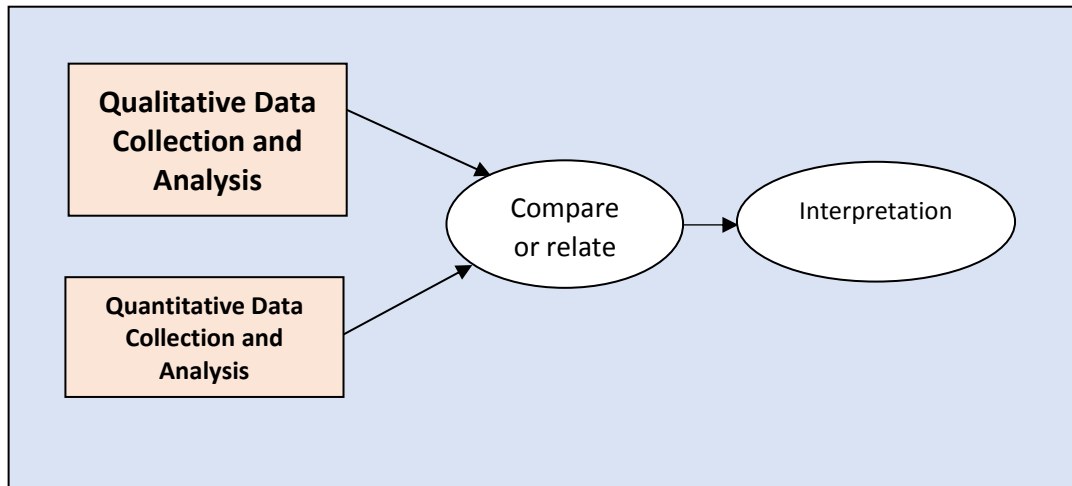 Qualitative Data
Collection and
Analysis
Quantitative Data
Collection and
Analysis
Compare
or relate
Interpretation